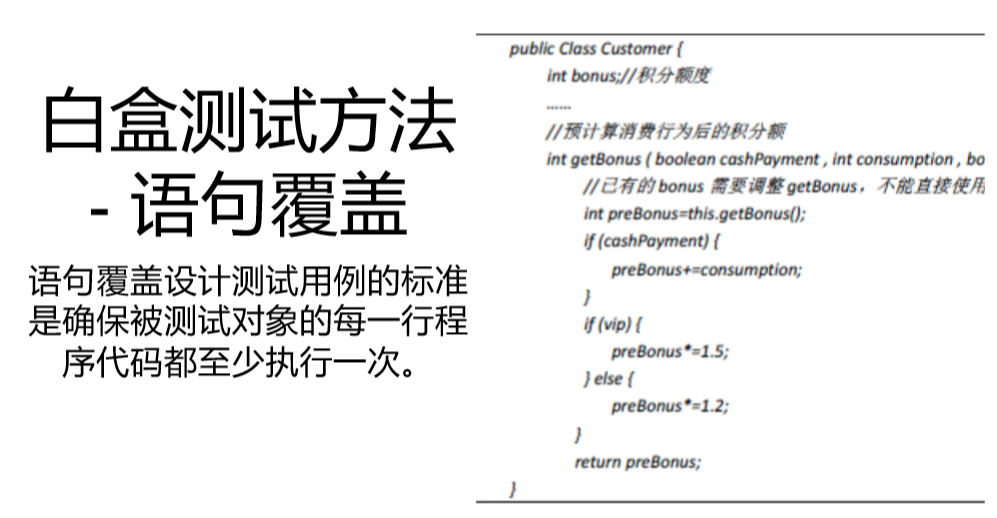 白盒测试方法
- 语句覆盖
语句覆盖设计测试用例的标准
是确保被测试对象的每一行程
序代码都至少执行一次。
public Class Customer {
int bonus;//积分额度
……
//预计算消费行为后的积分额
int getBonus ( boolean cashPayment , int consumption , bo
//已有的 bonus 需要调整 getBonus，不能直接使用
int preBonus=this.getBonus();
if (cashPayment) {
preBonus+=consumption;
}
if (vip) {
preBonus*=1.5;
} else {
preBonus*=1.2;
}
return preBonus;
}